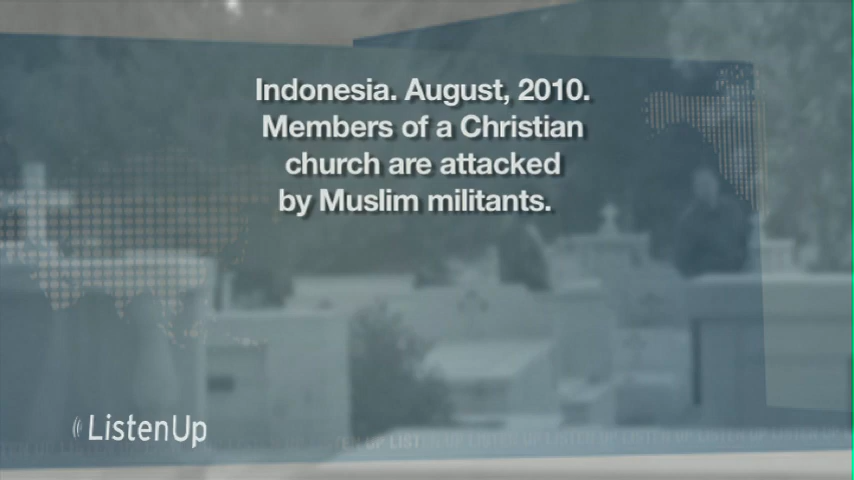 Indonesia. August, 2010.
Members of a Christian
church are attacked
by Muslim militants.
ListenUp